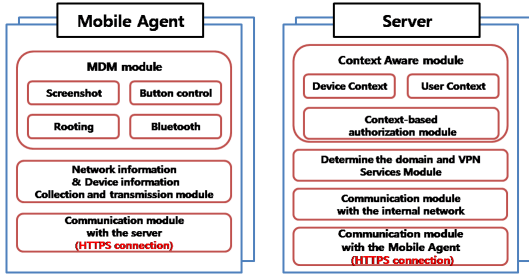 Mobile Agent
MDM module
Screenshot
Button control
Rooting
Bluetooth
Network information
& Device information
Collection and transmission module
Communication module
with the server
(HTTPS connection)
Server
Context Aware module
Device Context
User Context
Context-based
authorization module
Determine the domain and VPN
Services Module
Communication module
with the internal network
Communication module
with the Mobile Agent
(HTTPS connection)